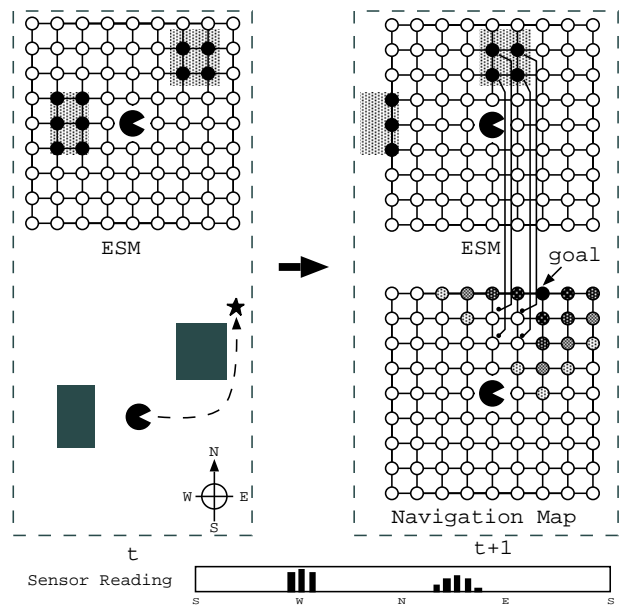 ESM
ESM
goal
N
W E
S
Navigation Map
t
t+1
Sensor Reading
S W N E S